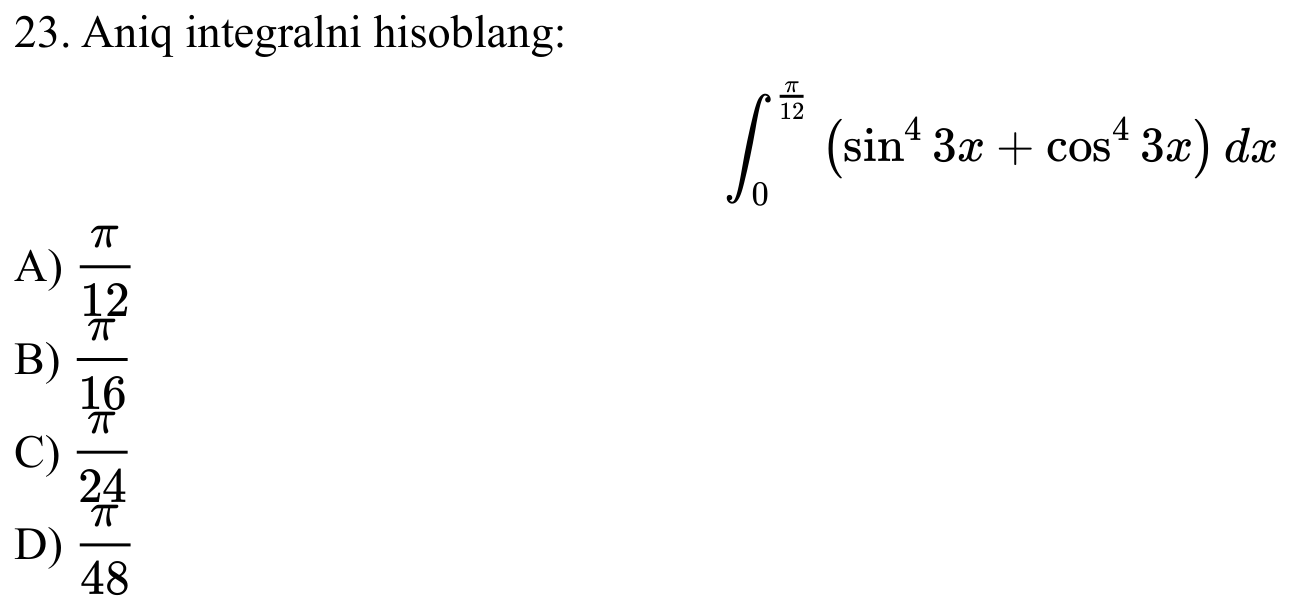 23. Aniq integralni hisoblang:
∫₀^{π/12} (sin⁴ 3x + cos⁴ 3x) dx
A) π/12
B) π/16
C) π/24
D) π/48